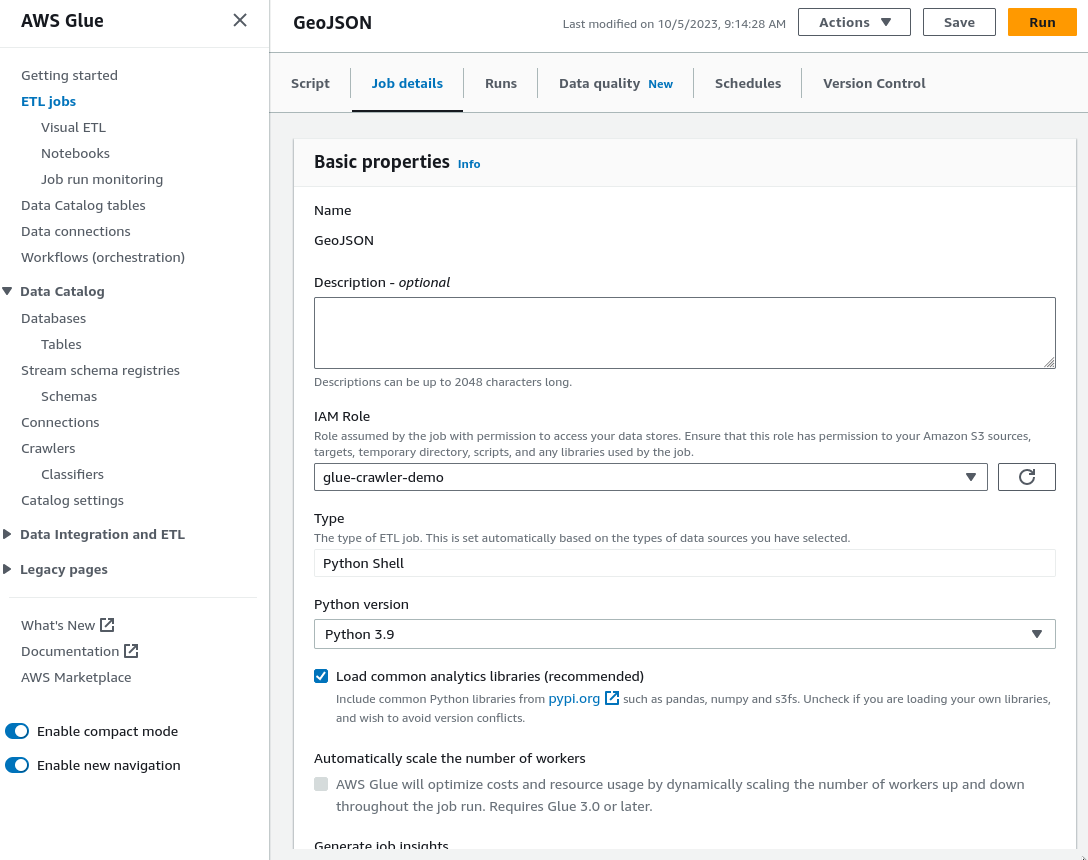 AWS Glue
Getting started
ETL jobs
Visual ETL
Notebooks
Job run monitoring
Data Catalog tables
Data connections
Workflows (orchestration)
Data Catalog
Databases
Tables
Stream schema registries
Schemas
Connections
Crawlers
Classifiers
Catalog settings
Data Integration and ETL
Legacy pages
What's New
Documentation
AWS Marketplace
Enable compact mode
Enable new navigation
GeoJSON
Last modified on 10/5/2023, 9:14:28 AM
Actions
Save
Run
Script
Job details
Runs
Data quality New
Schedules
Version Control
Basic properties Info
Name
GeoJSON
Description - optional
Descriptions can be up to 2048 characters long.
IAM Role
Role assumed by the job with permission to access your data stores. Ensure that this role has permission to your Amazon S3 sources,
targets, temporary directory, scripts, and any libraries used by the job.
glue-crawler-demo
Type
The type of ETL job. This is set automatically based on the types of data sources you have selected.
Python Shell
Python version
Python 3.9
Load common analytics libraries (recommended)
Include common Python libraries from pypi.org such as pandas, numpy and s3fs. Uncheck if you are loading your own libraries,
and wish to avoid version conflicts.
Automatically scale the number of workers
AWS Glue will optimize costs and resource usage by dynamically scaling the number of workers up and down
throughout the job run. Requires Glue 3.0 or later.
Generate job insights